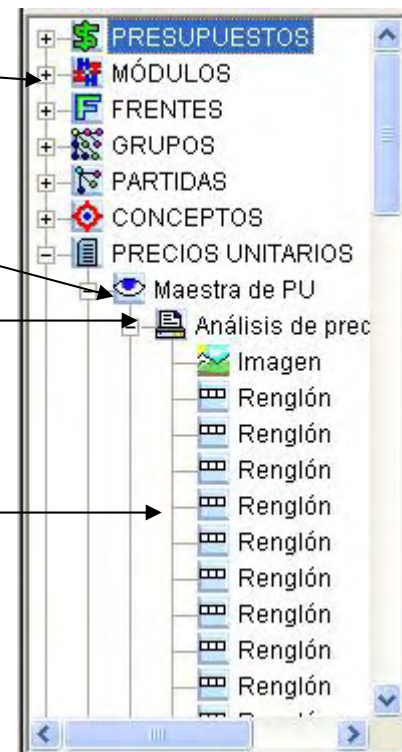 PRESUPUESTOS
MÓDULOS
FRENTES
GRUPOS
PARTIDAS
CONCEPTOS
PRECIOS UNITARIOS
Maestra de PU
Análisis de prec
Imagen
Renglón
Renglón
Renglón
Renglón
Renglón
Renglón
Renglón
Renglón
Renglón